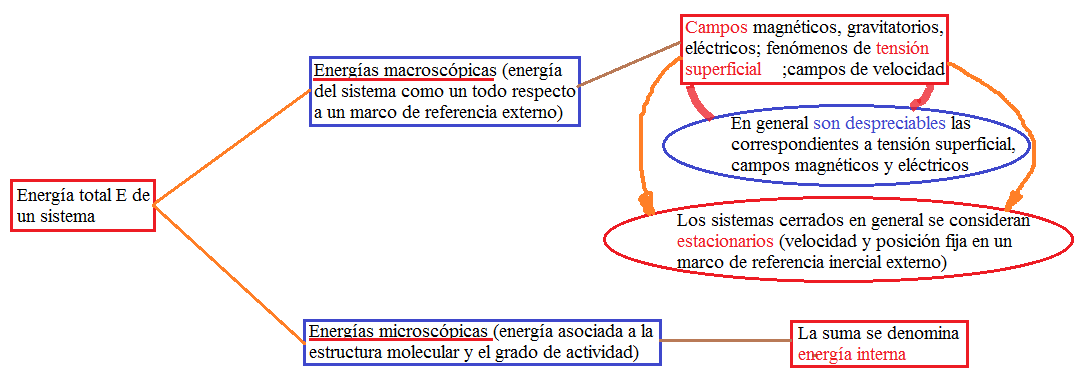 Campos magnéticos, gravitatorios,
eléctricos; fenómenos de tensión
superficial ;campos de velocidad
Energías macroscópicas (energía
del sistema como un todo respecto
a un marco de referencia externo)
En general son despreciables las
correspondientes a tensión superficial,
campos magnéticos y eléctricos
Energía total E de
un sistema
Los sistemas cerrados en general se consideran
estacionarios (velocidad y posición fija en un
marco de referencia inercial externo)
Energías microscópicas (energía asociada a la
estructura molecular y el grado de actividad)
La suma se denomina
energía interna